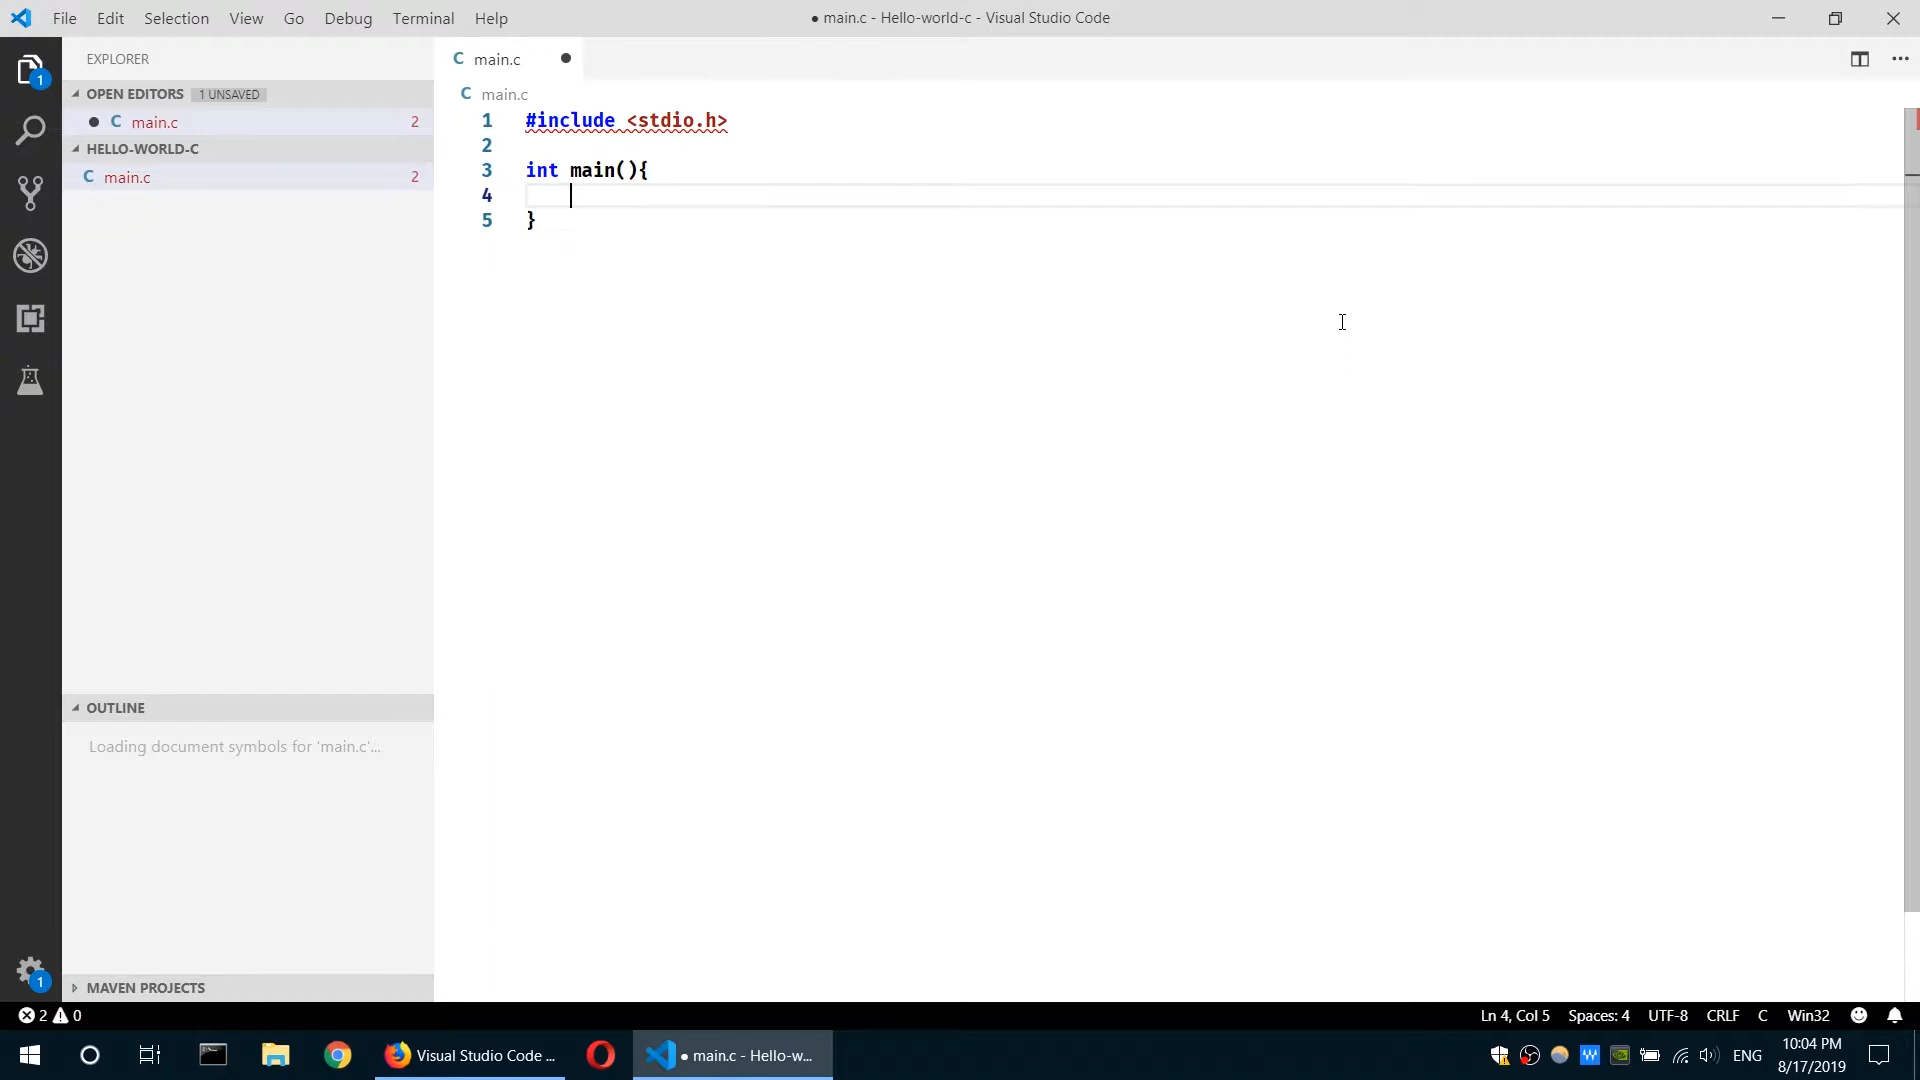 File Edit Selection View Go Debug Terminal Help
● main.c - Hello-world-c - Visual Studio Code
1
EXPLORER
OPEN EDITORS 1 UNSAVED
● C main.c 2
HELLO-WORLD-C
C main.c 2
C main.c ●
C main.c
1 #include <stdio.h>
2
3 int main(){
4
5 }
OUTLINE
Loading document symbols for 'main.c'...
1
MAVEN PROJECTS
2 0
Ln 4, Col 5 Spaces: 4 UTF-8 CRLF C Win32
Visual Studio Code ...
● main.c - Hello-w...
ENG
10:04 PM
8/17/2019